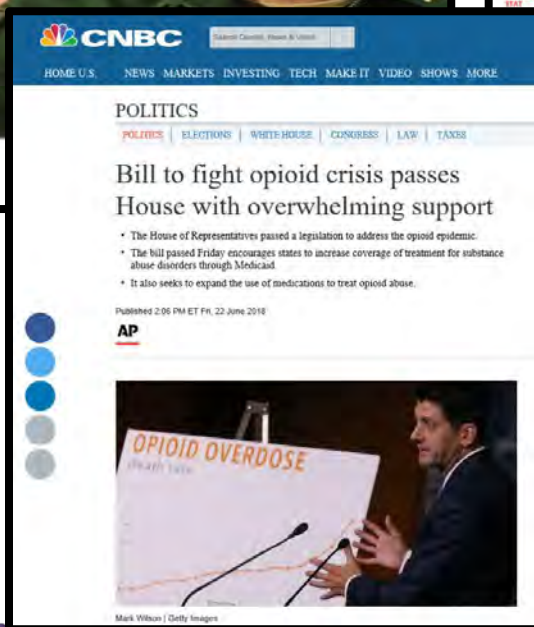 STAT
CNBC
HOME U.S. NEWS MARKETS INVESTING TECH MAKE IT VIDEO SHOWS MORE
POLITICS
POLITICS | ELECTIONS | WHITE HOUSE | CONGRESS | LAW | TAXES
Bill to fight opioid crisis passes
House with overwhelming support
• The House of Representatives passed a legislation to address the opioid epidemic.
• The bill passed Friday encourages states to increase coverage of treatment for substance
abuse disorders through Medicaid
• It also seeks to expand the use of medications to treat opioid abuse.
Published 2:06 PM ET Fri, 22 June 2018
AP
OPIOID OVERDOSE
death rate
Mark Wilson | Getty Images